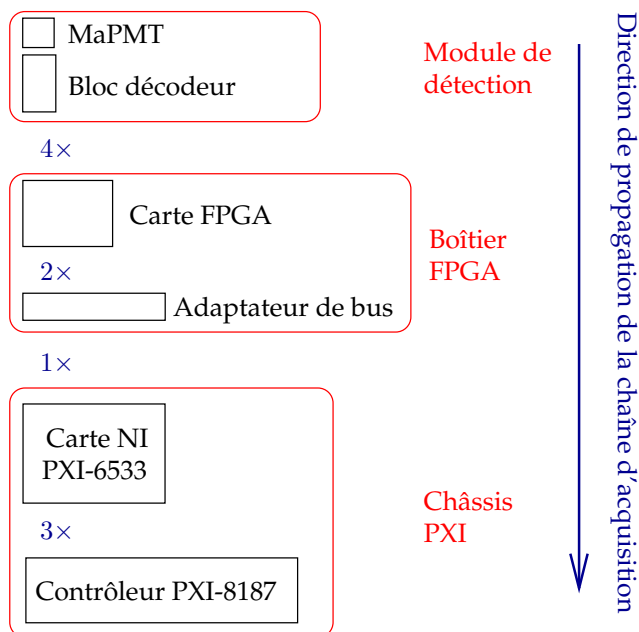 MaPMT
Bloc décodeur
Module de
détection
4×
Carte FPGA
2×
Adaptateur de bus
Boîtier
FPGA
1×
Carte NI
PXI-6533
3×
Contrôleur PXI-8187
Châssis
PXI
Direction de propagation de la chaîne d'acquisition